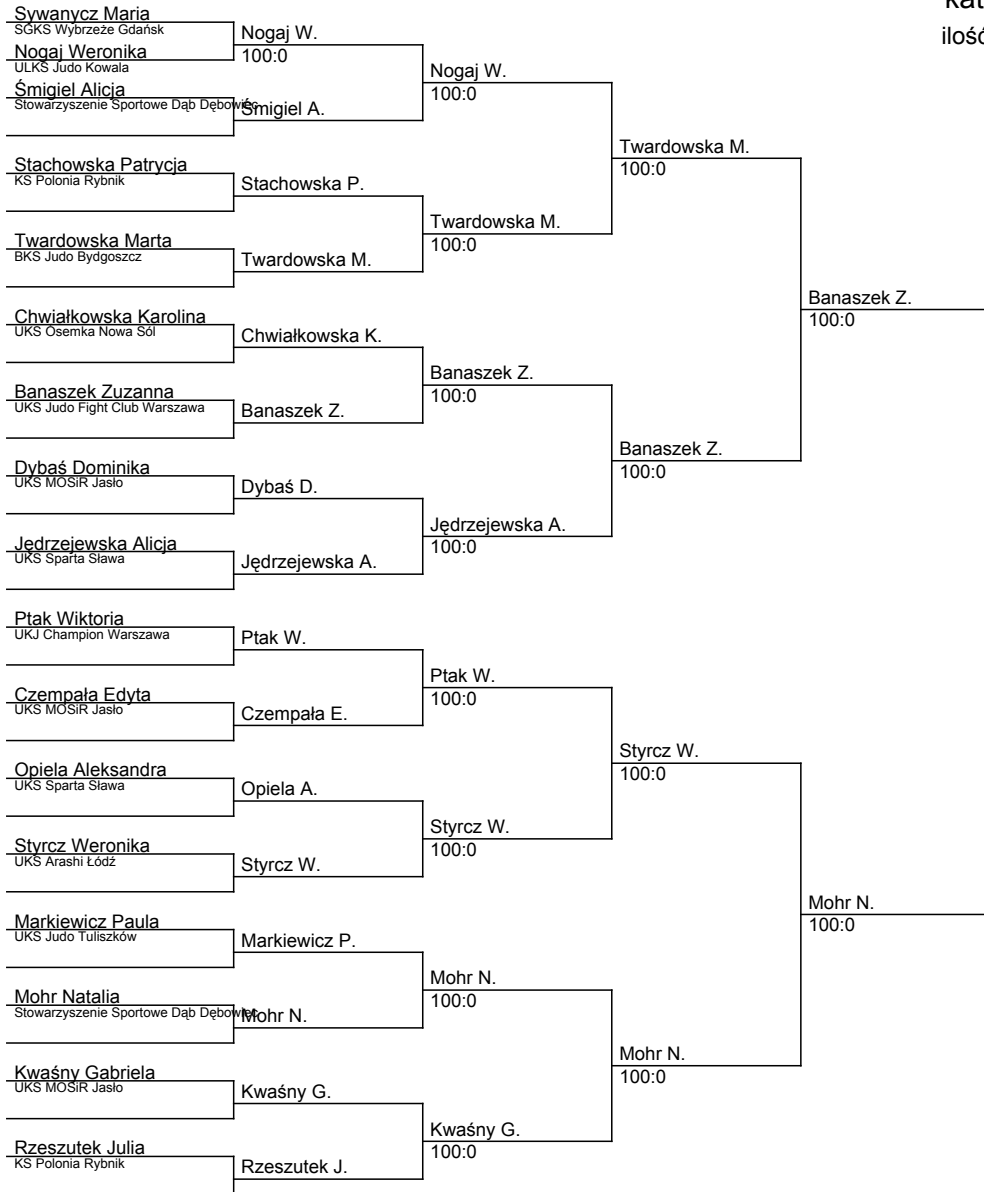 kat
ilość
Sywanycz Maria
SGKS Wybrzeże Gdańsk
Nogaj Weronika
ULKS Judo Kowala
Śmigiel Alicja
Stowarzyszenie Sportowe Dąb Dębowiec
Stachowska Patrycja
KS Polonia Rybnik
Twardowska Marta
BKS Judo Bydgoszcz
Chwiałkowska Karolina
UKS Ósemka Nowa Sól
Banaszek Zuzanna
UKS Judo Fight Club Warszawa
Dybaś Dominika
UKS MOSiR Jasło
Jędrzejewska Alicja
UKS Sparta Sława
Ptak Wiktoria
UKJ Champion Warszawa
Czempała Edyta
UKS MOSiR Jasło
Opiela Aleksandra
UKS Sparta Sława
Styrcz Weronika
UKS Arashi Łódź
Markiewicz Paula
UKS Judo Tuliszków
Mohr Natalia
Stowarzyszenie Sportowe Dąb Dębowiec
Kwaśny Gabriela
UKS MOSiR Jasło
Rzeszutek Julia
KS Polonia Rybnik
Nogaj W.
100:0
Śmigiel A.
Stachowska P.
Twardowska M.
Chwiałkowska K.
Banaszek Z.
Dybaś D.
Jędrzejewska A.
Ptak W.
Czempała E.
Opiela A.
Styrcz W.
Markiewicz P.
Mohr N.
Kwaśny G.
Rzeszutek J.
Nogaj W.
100:0
Twardowska M.
100:0
Banaszek Z.
100:0
Jędrzejewska A.
100:0
Ptak W.
100:0
Styrcz W.
100:0
Mohr N.
100:0
Kwaśny G.
100:0
Twardowska M.
100:0
Banaszek Z.
100:0
Styrcz W.
100:0
Mohr N.
100:0
Banaszek Z.
100:0
Mohr N.
100:0